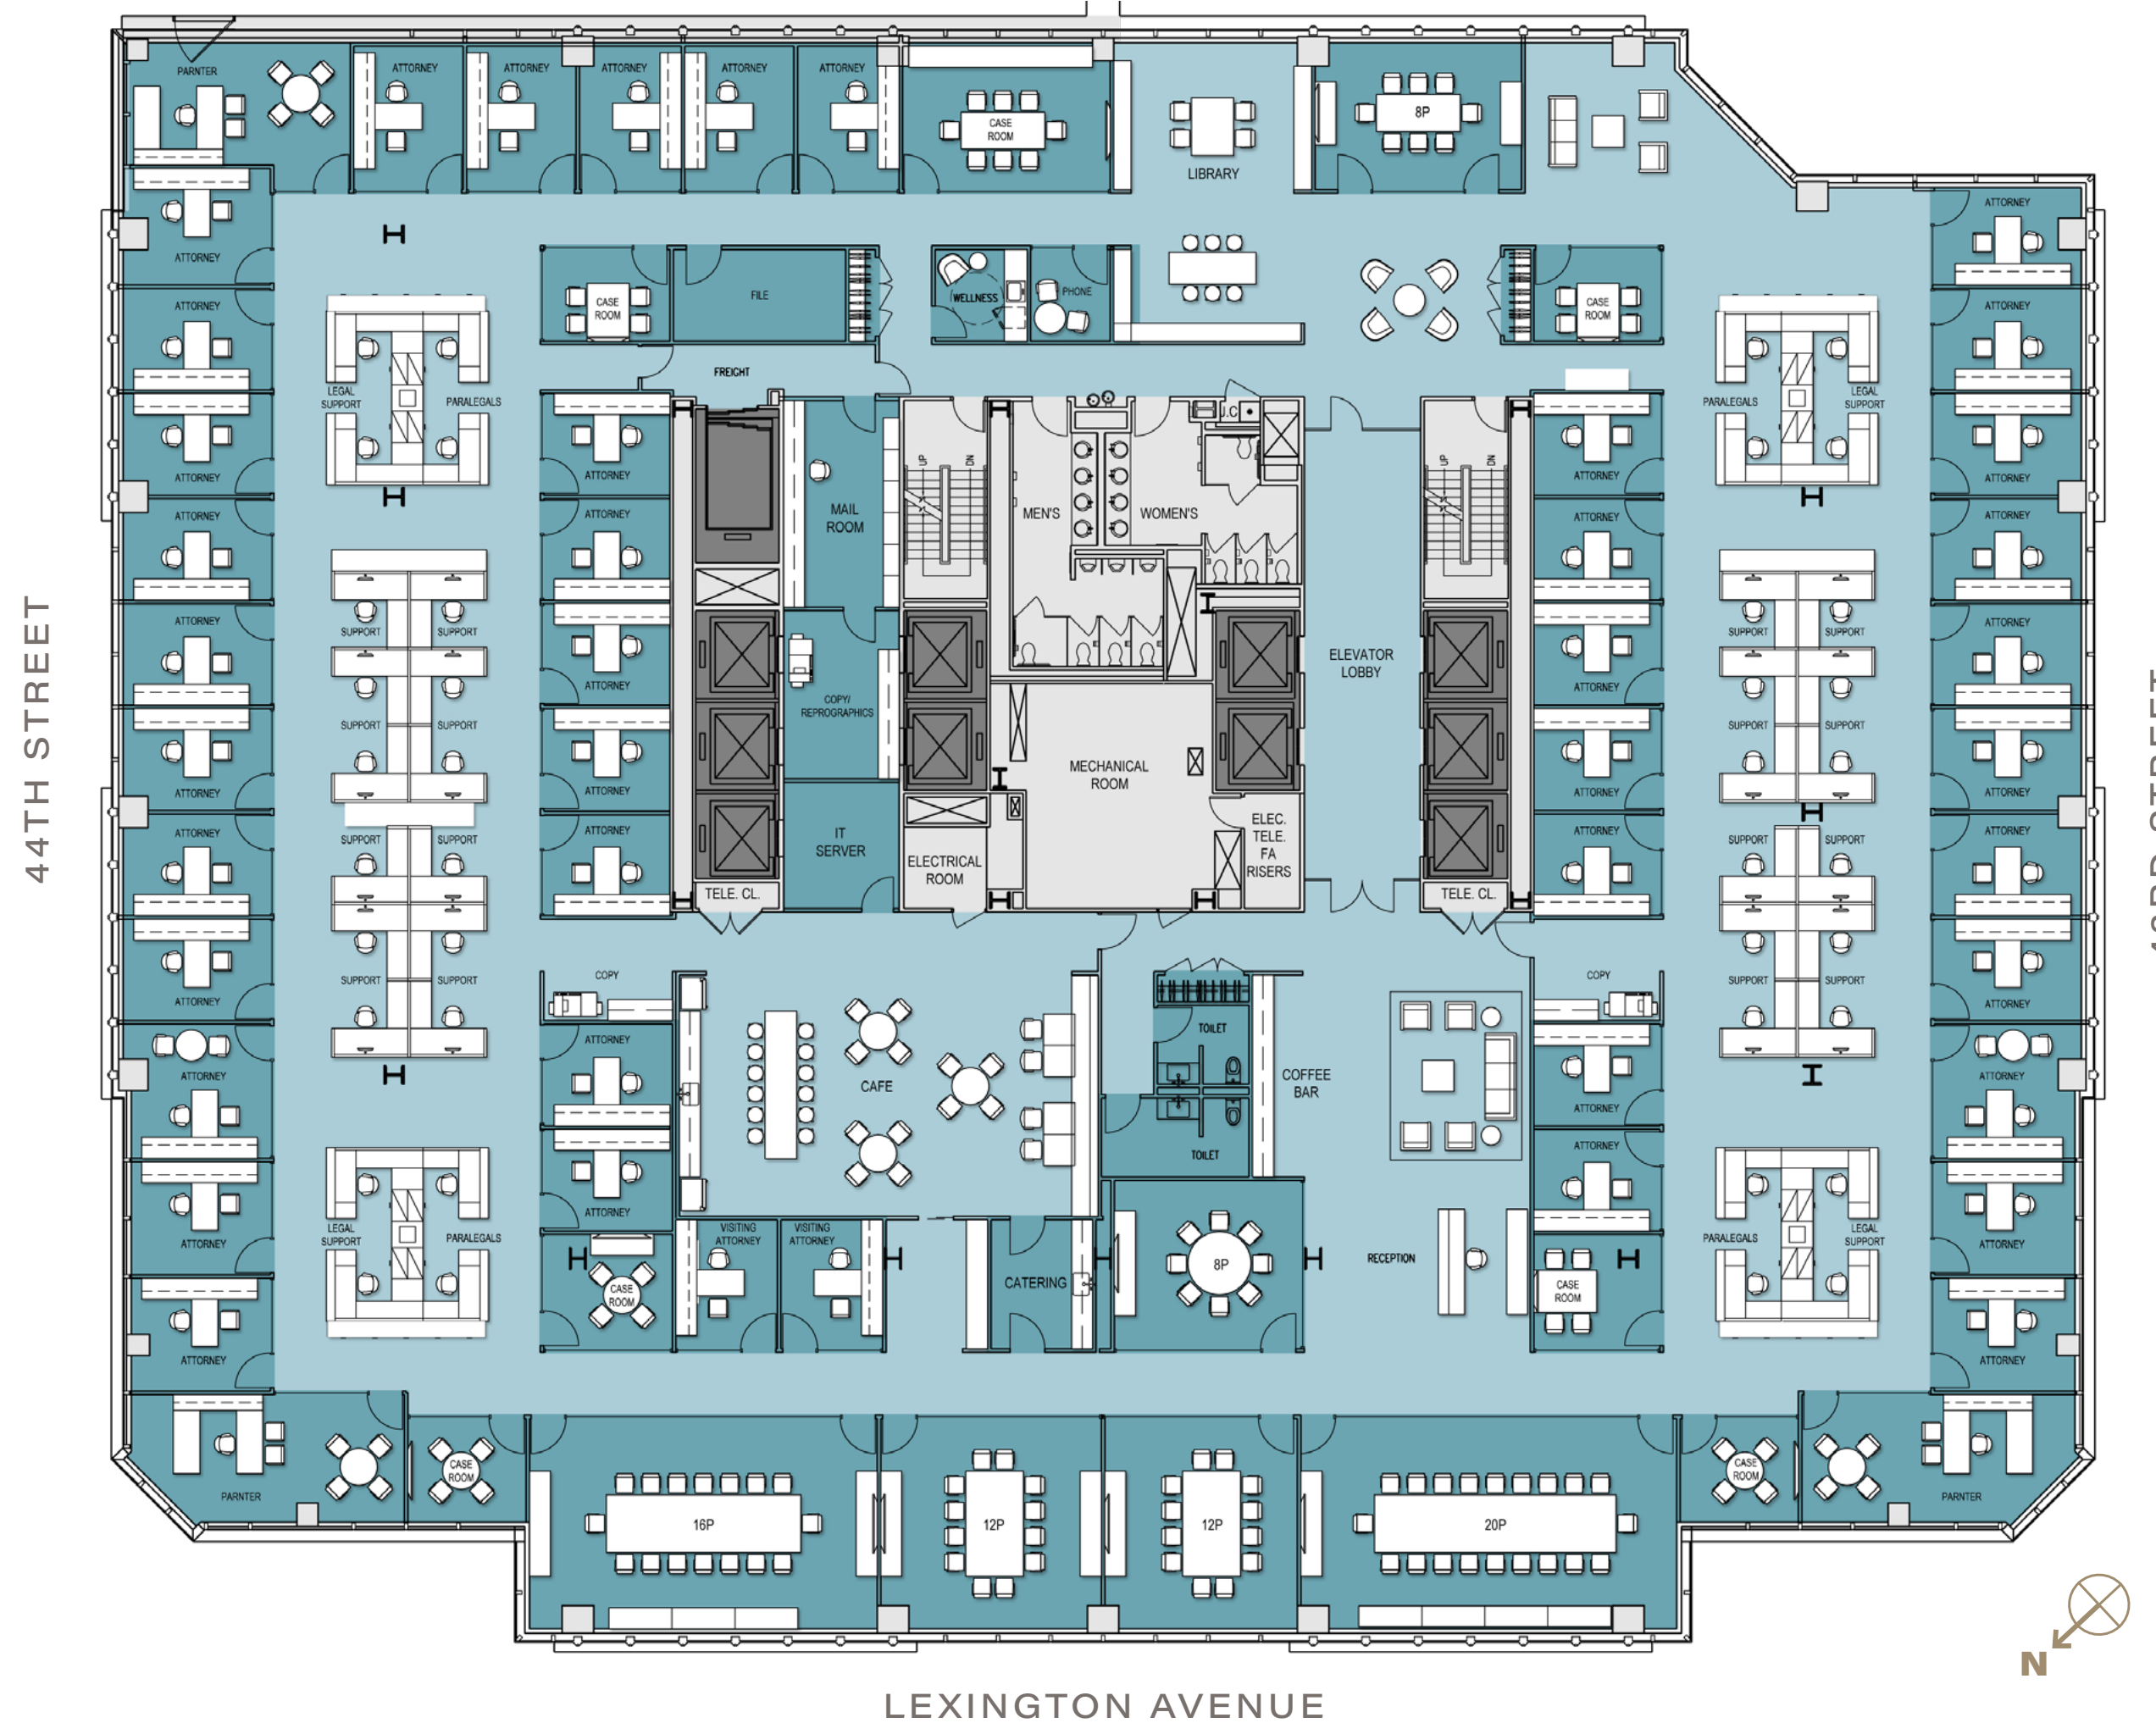 PARNTER
ATTORNEY
ATTORNEY
ATTORNEY
ATTORNEY
ATTORNEY
CASE
ROOM
LIBRARY
8P
ATTORNEY
ATTORNEY
ATTORNEY
ATTORNEY
ATTORNEY
ATTORNEY
ATTORNEY
ATTORNEY
ATTORNEY
ATTORNEY
ATTORNEY
ATTORNEY
PARNTER
LEGAL
SUPPORT
PARALEGALS
SUPPORT
SUPPORT
SUPPORT
SUPPORT
SUPPORT
SUPPORT
SUPPORT
SUPPORT
LEGAL
SUPPORT
PARALEGALS
CASE
ROOM
FILE
WELLNESS
PHONE
CASE
ROOM
FREIGHT
ATTORNEY
ATTORNEY
ATTORNEY
ATTORNEY
ATTORNEY
COPY
ATTORNEY
ATTORNEY
CASE
ROOM
VISITING
ATTORNEY
VISITING
ATTORNEY
MAIL
ROOM
COPY/
REPROGRAPHICS
IT
SERVER
TELE. CL.
UP
DN
MEN'S
WOMEN'S
J.C
MECHANICAL
ROOM
ELECTRICAL
ROOM
ELEC.
TELE.
FA
RISERS
ELEVATOR
LOBBY
UP
DN
TELE. CL.
CAFE
TOILET
TOILET
COFFEE
BAR
CATERING
8P
RECEPTION
ATTORNEY
ATTORNEY
ATTORNEY
ATTORNEY
ATTORNEY
COPY
ATTORNEY
ATTORNEY
CASE
ROOM
PARALEGALS
LEGAL
SUPPORT
SUPPORT
SUPPORT
SUPPORT
SUPPORT
SUPPORT
SUPPORT
SUPPORT
SUPPORT
PARALEGALS
LEGAL
SUPPORT
ATTORNEY
ATTORNEY
ATTORNEY
ATTORNEY
ATTORNEY
ATTORNEY
ATTORNEY
ATTORNEY
ATTORNEY
ATTORNEY
ATTORNEY
PARNTER
CASE
ROOM
16P
12P
12P
20P
CASE
ROOM
44TH STREET
LEXINGTON AVENUE
N